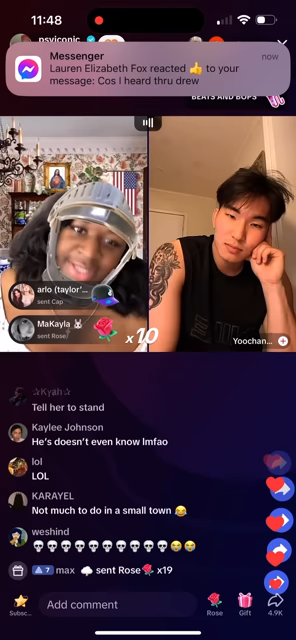 11:48
psyiconic
Messenger
now
Lauren Elizabeth Fox reacted 👍 to your
message: Cos I heard thru drew
BEATS AND BOPS
arlo (taylor'...
sent Cap
MaKayla 🐰
sent Rose
x10
Yoochan...
☆Kyah☆
Tell her to stand
Kaylee Johnson
He's doesn't even know lmfao
lol
LOL
KARAYEL
Not much to do in a small town 😂
weshind
💀💀💀💀💀💀💀💀💀💀💀😂😂
7 max 🌩 sent Rose🌹 x19
Subsc...
Add comment
Rose
Gift
4.9K